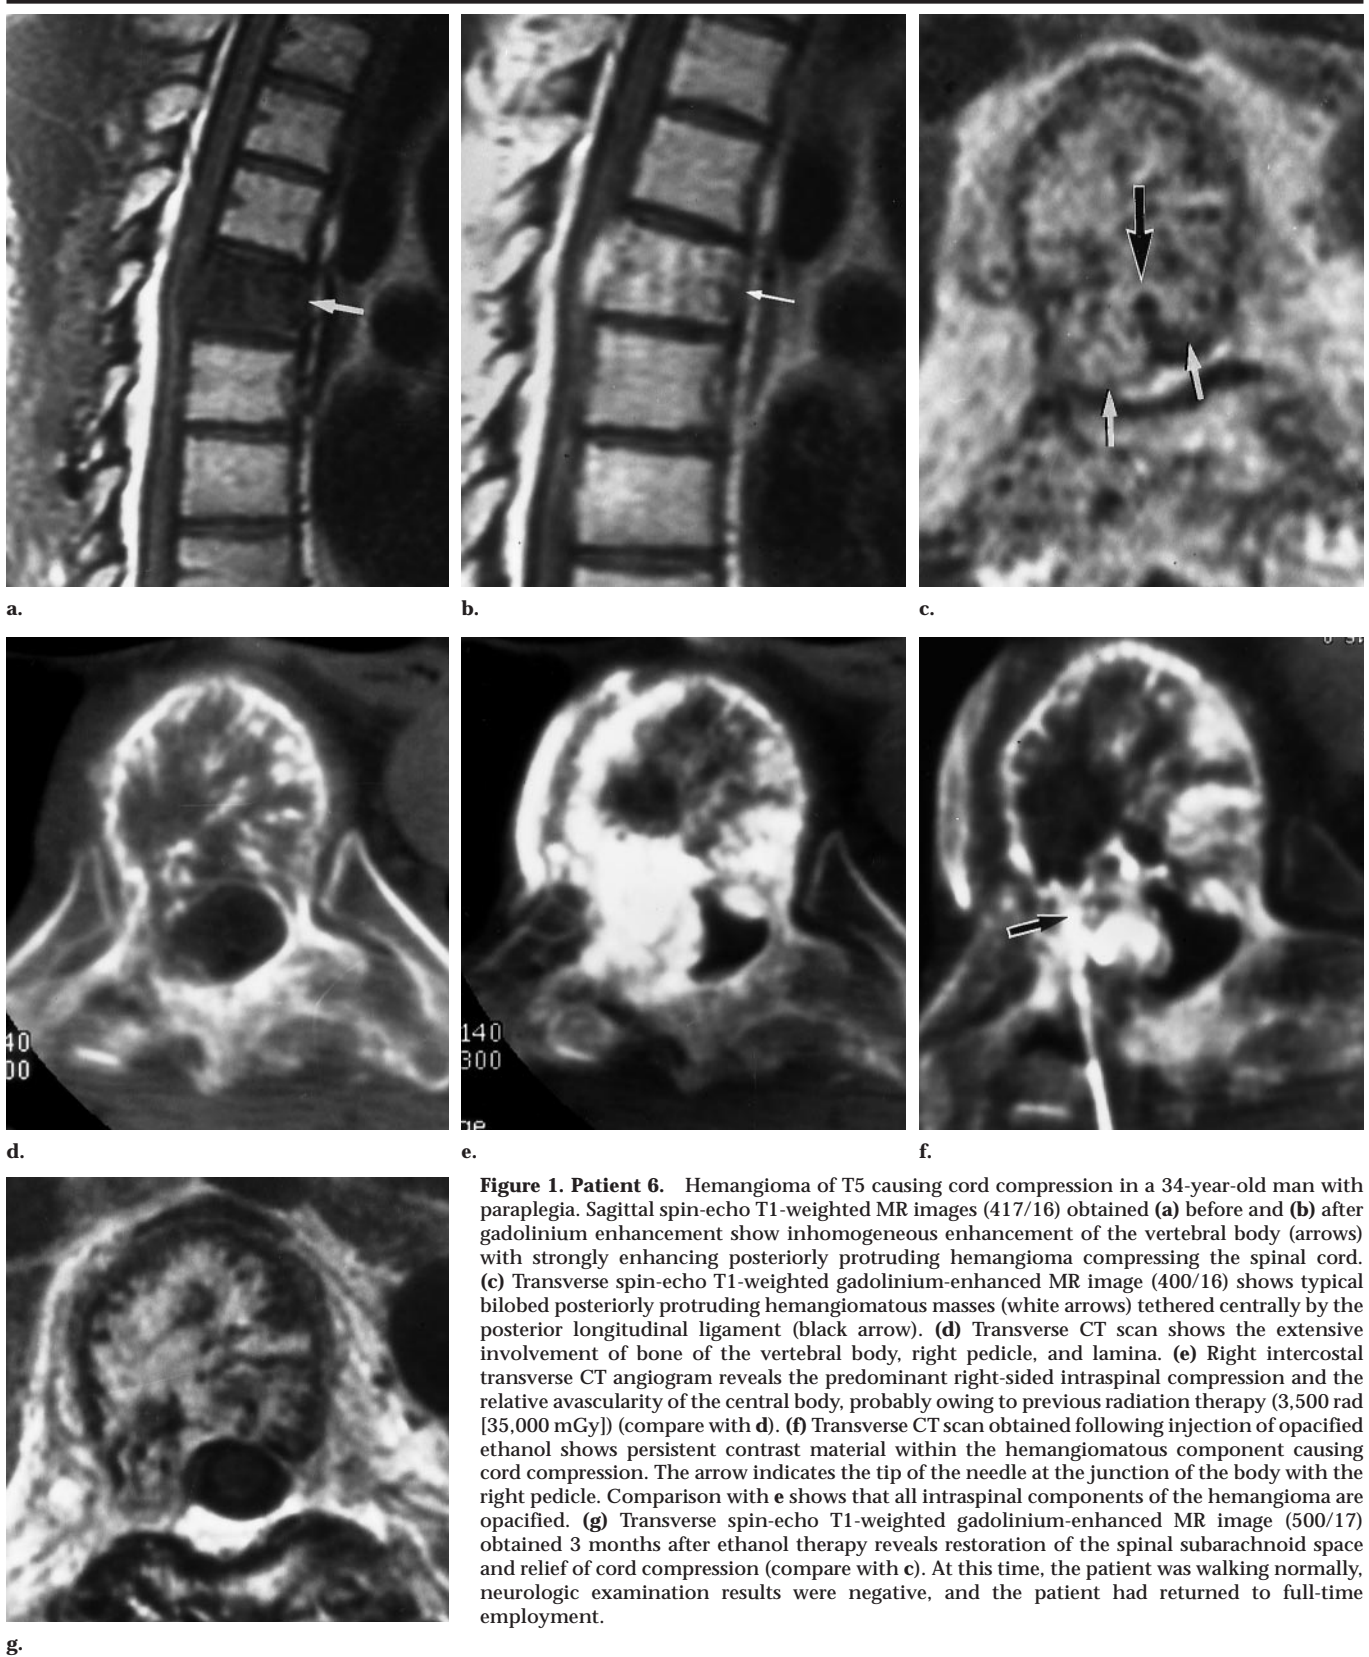 a.
b.
c.
40
00
140
300
ge
d.
e.
f.
Figure 1. Patient 6. Hemangioma of T5 causing cord compression in a 34-year-old man with
paraplegia. Sagittal spin-echo T1-weighted MR images (417/16) obtained (a) before and (b) after
gadolinium enhancement show inhomogeneous enhancement of the vertebral body (arrows)
with strongly enhancing posteriorly protruding hemangioma compressing the spinal cord.
(c) Transverse spin-echo T1-weighted gadolinium-enhanced MR image (400/16) shows typical
bilobed posteriorly protruding hemangiomatous masses (white arrows) tethered centrally by the
posterior longitudinal ligament (black arrow). (d) Transverse CT scan shows the extensive
involvement of bone of the vertebral body, right pedicle, and lamina. (e) Right intercostal
transverse CT angiogram reveals the predominant right-sided intraspinal compression and the
relative avascularity of the central body, probably owing to previous radiation therapy (3,500 rad
[35,000 mGy]) (compare with d). (f) Transverse CT scan obtained following injection of opacified
ethanol shows persistent contrast material within the hemangiomatous component causing
cord compression. The arrow indicates the tip of the needle at the junction of the body with the
right pedicle. Comparison with e shows that all intraspinal components of the hemangioma are
opacified. (g) Transverse spin-echo T1-weighted gadolinium-enhanced MR image (500/17)
obtained 3 months after ethanol therapy reveals restoration of the spinal subarachnoid space
and relief of cord compression (compare with c). At this time, the patient was walking normally,
neurologic examination results were negative, and the patient had returned to full-time
employment.
g.